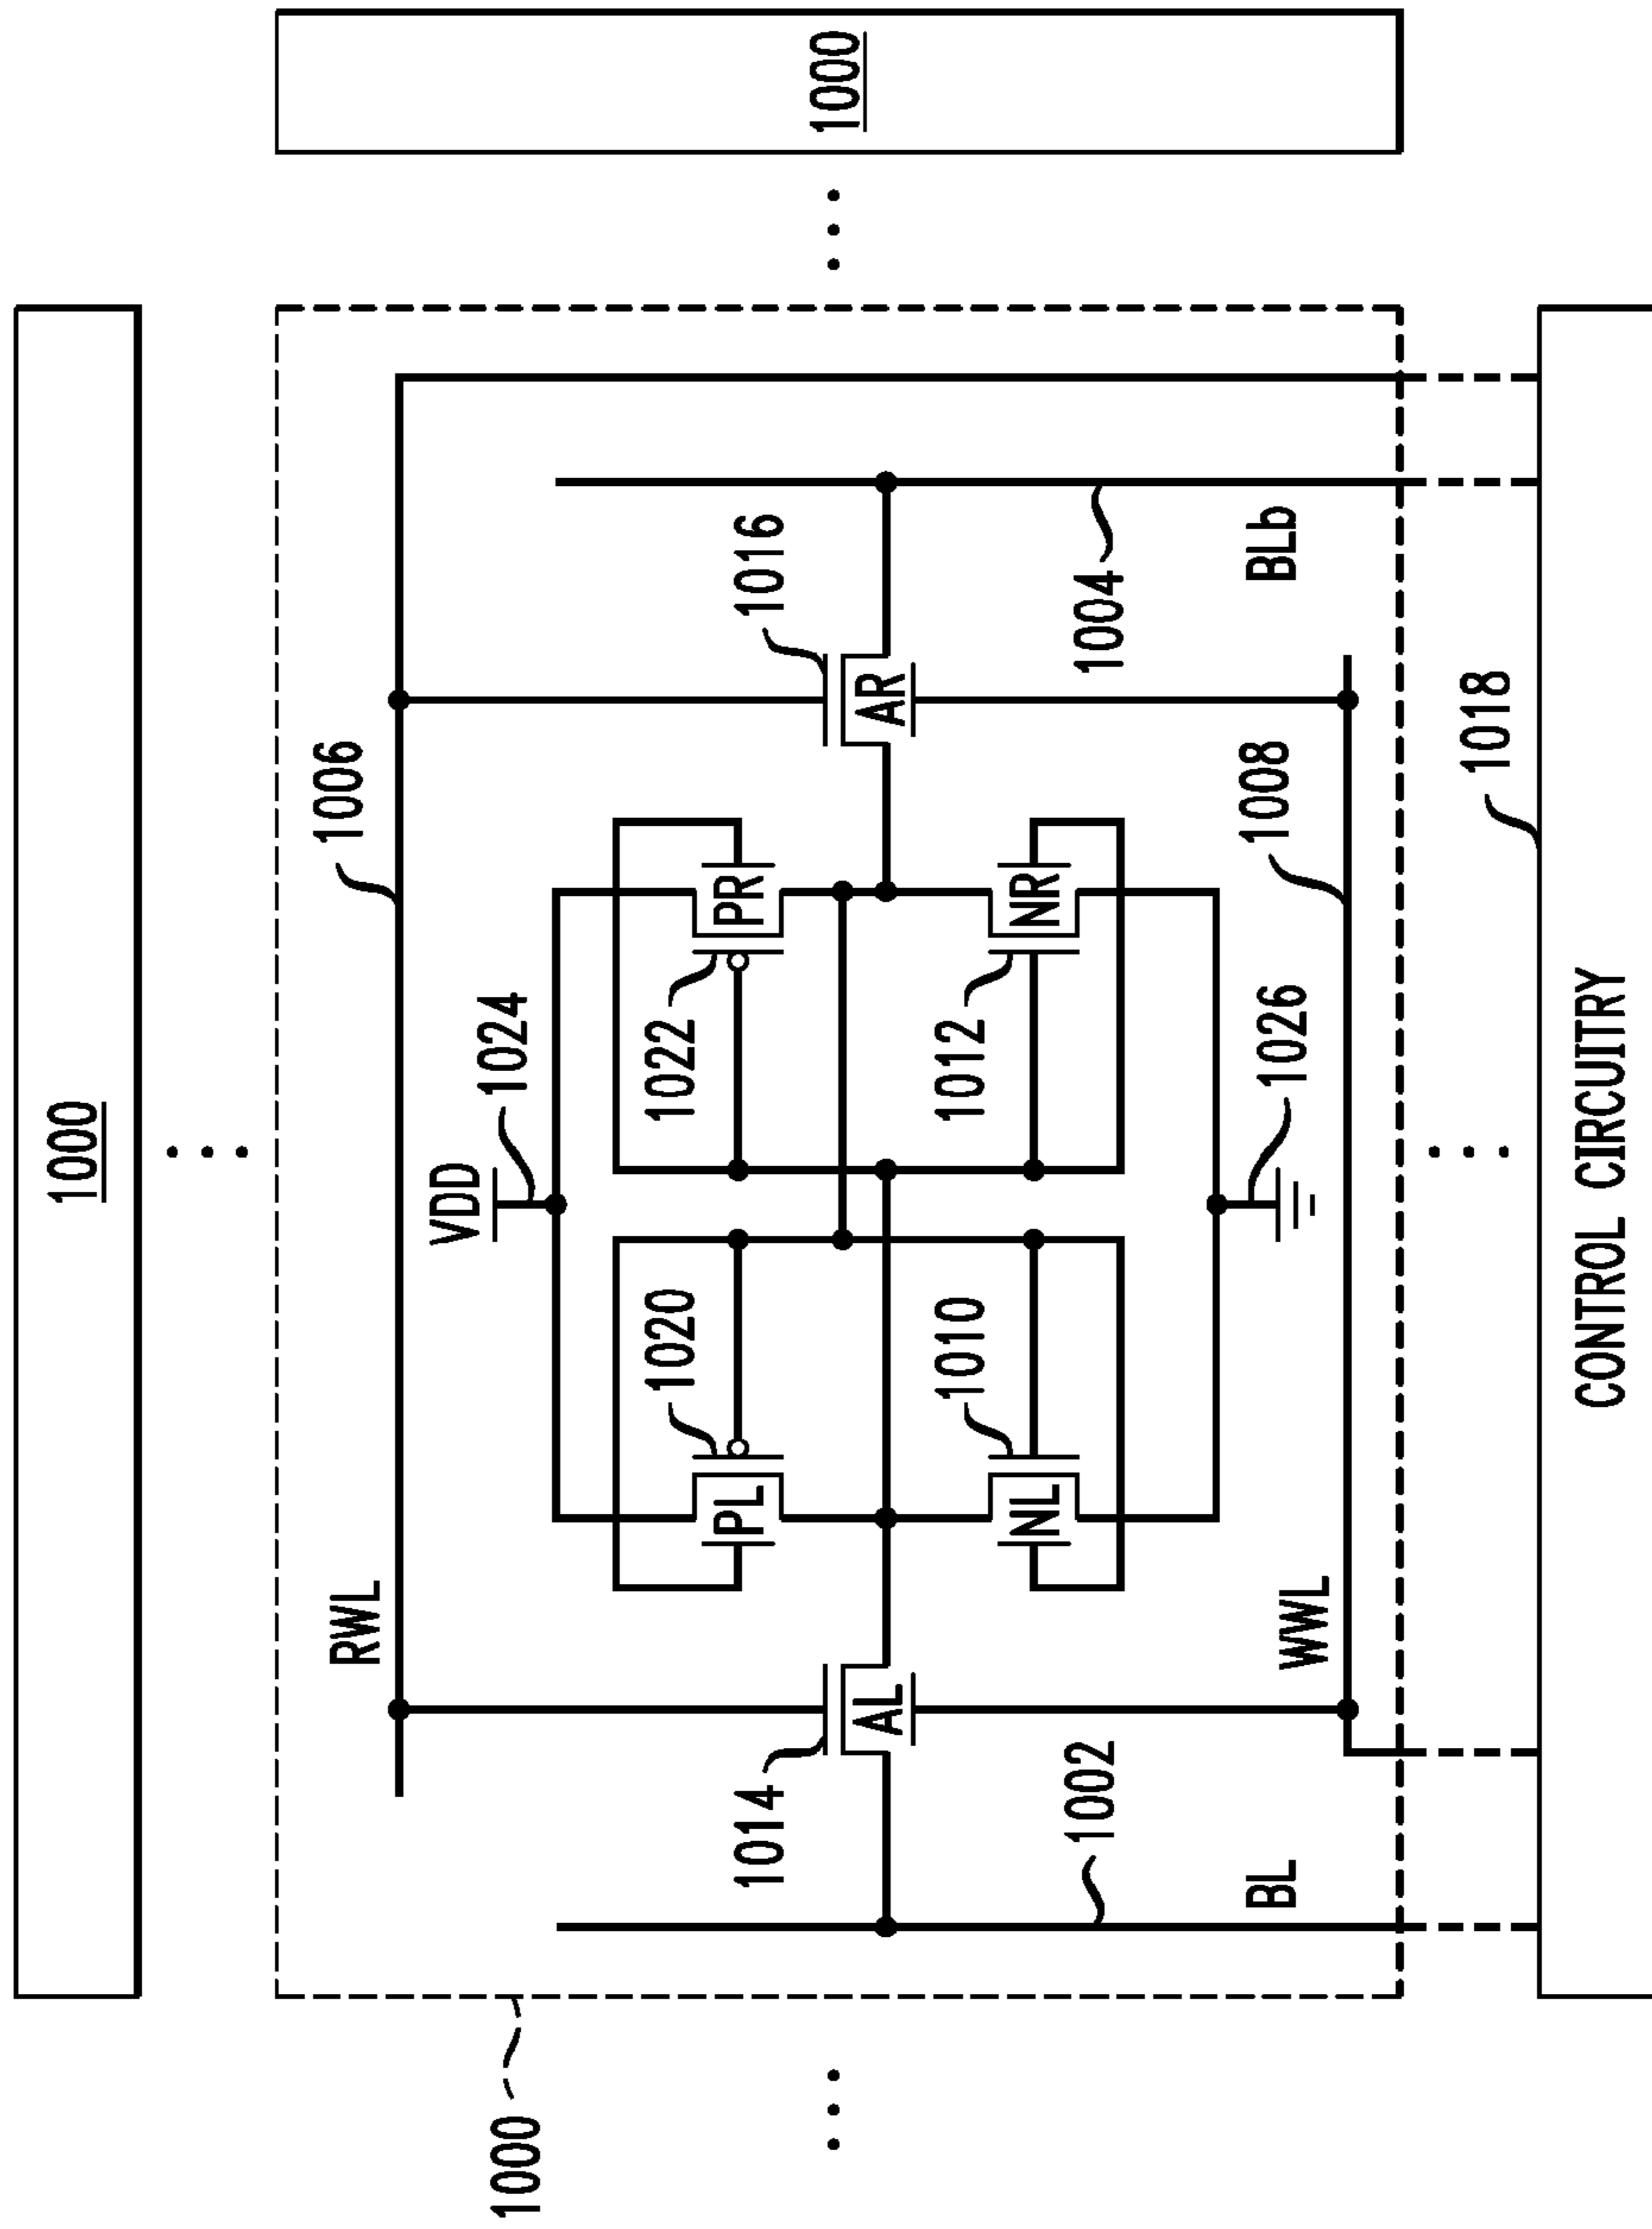 1000
1000
1000
RWL
1006
VDD
1024
1020
1022
PL
PR
1014
1016
AL
AR
1010
1012
NL
NR
1002
1004
BL
BLb
WWL
1026
1008
1018
CONTROL CIRCUITRY